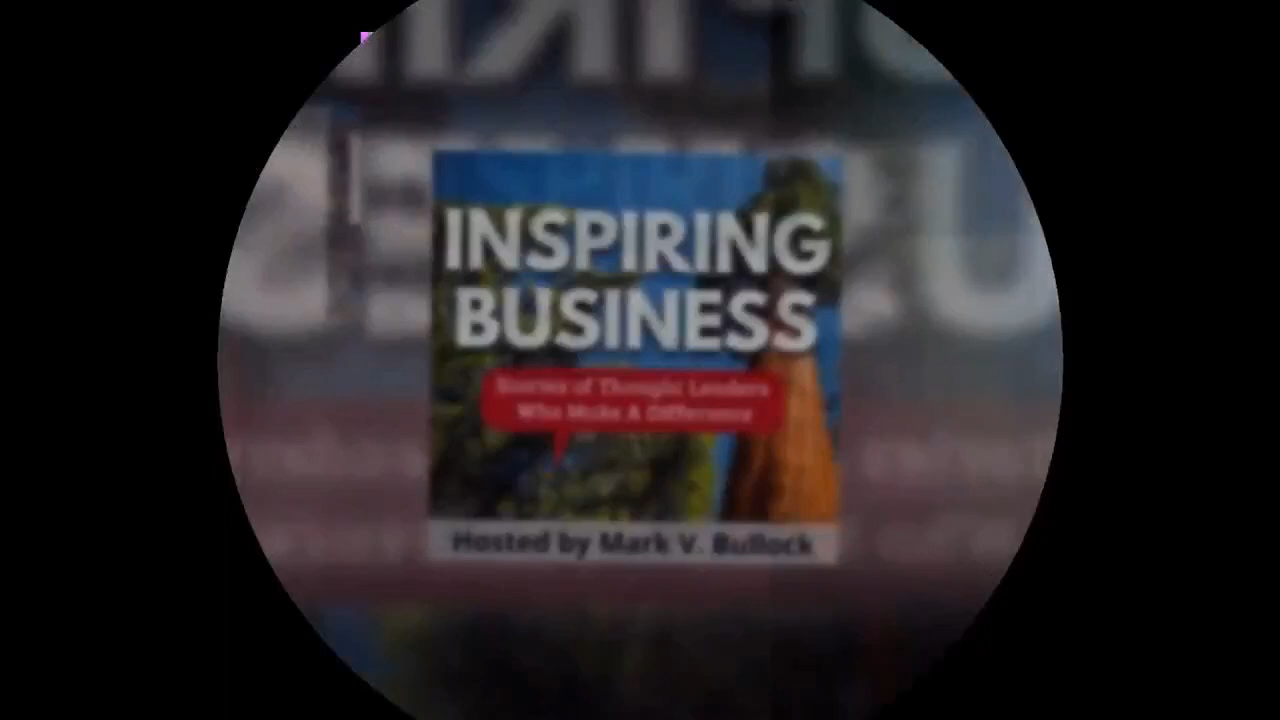 INSPIRING
BUSINESS
Stories of Thought Leaders
Who Make A Difference
Hosted by Mark V. Bullock